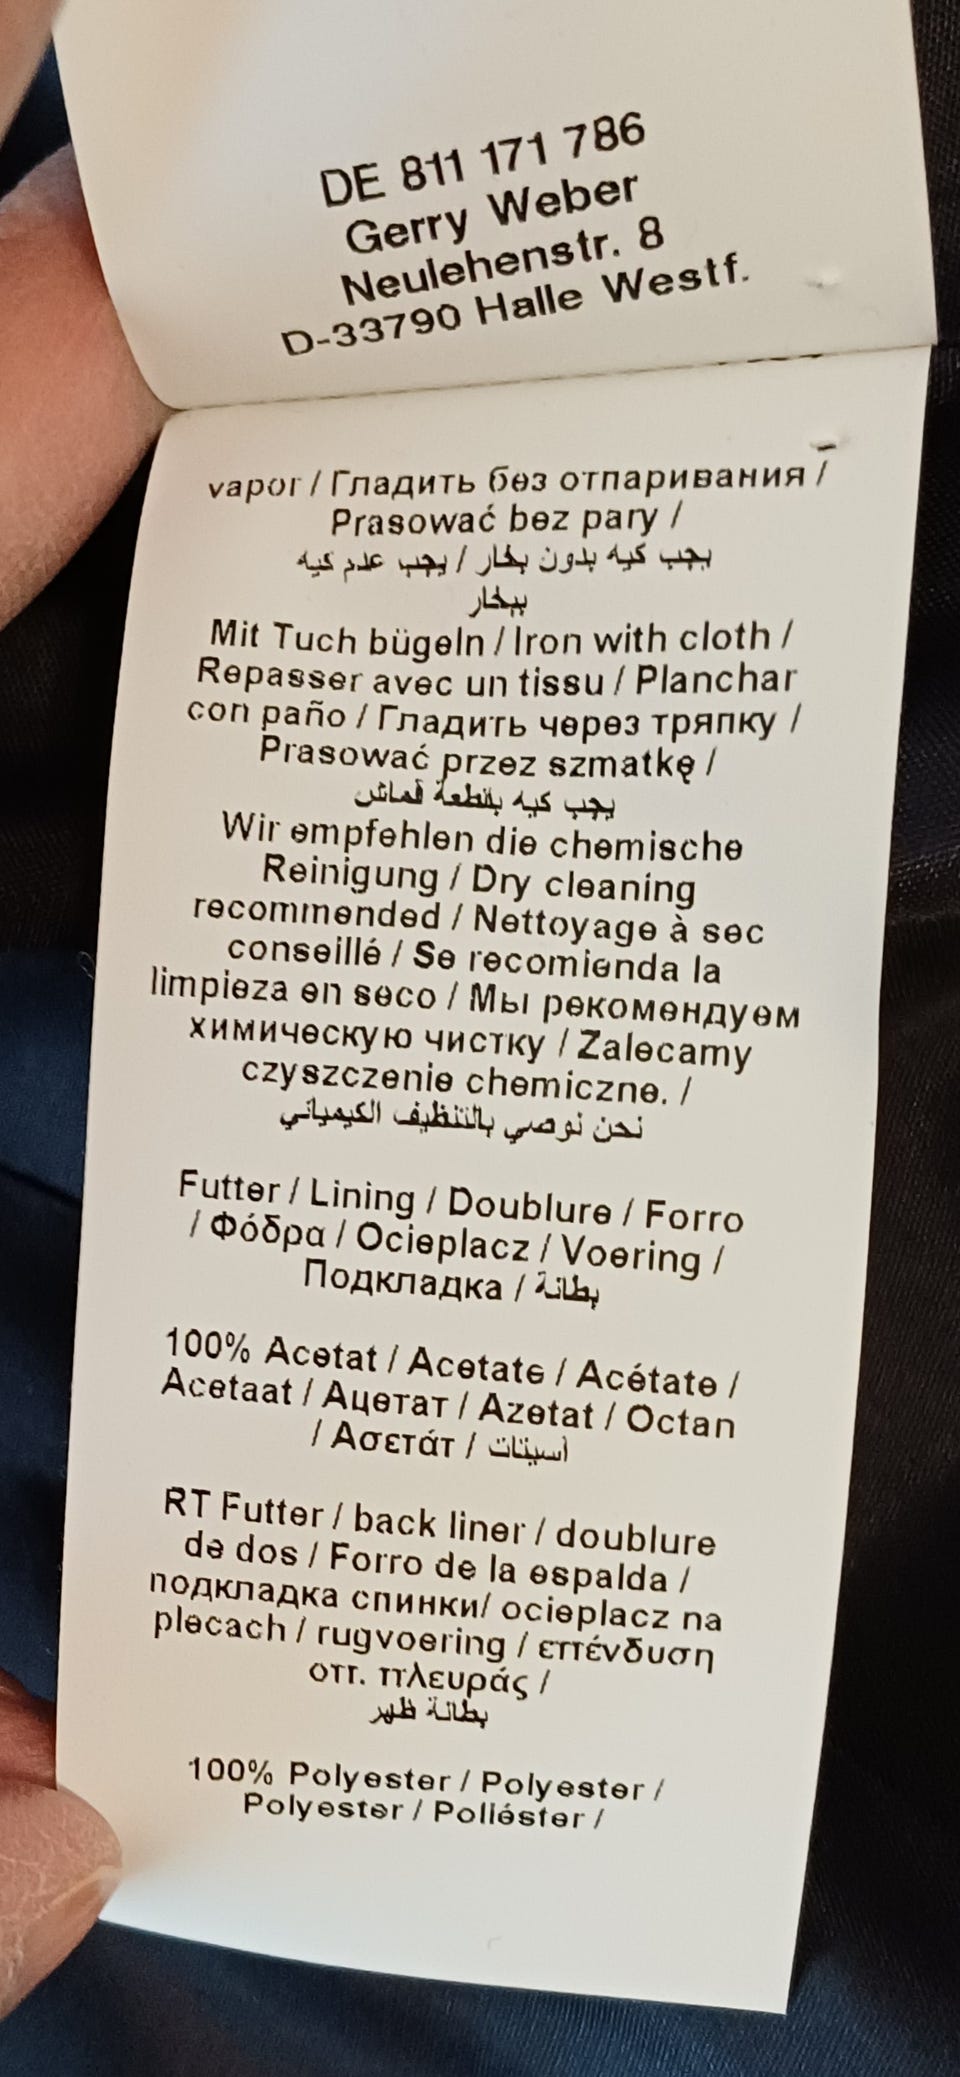 DE 811 171 786
Gerry Weber
Neulehenstr. 8
D-33790 Halle Westf.
vapor / Гладить без отпаривания /
Prasować bez pary /
يجب كيه بدون بخار / يجب عدم كيه
ببخار
Mit Tuch bügeln / Iron with cloth /
Repasser avec un tissu / Planchar
con paño / Гладить через тряпку /
Prasować przez szmatkę /
يجب كيه بقطعة قماش
Wir empfehlen die chemische
Reinigung / Dry cleaning
recommended / Nettoyage à sec
conseillé / Se recomienda la
limpieza en seco / Мы рекомендуем
химическую чистку / Zalecamy
czyszczenie chemiczne. /
نحن نوصي بالتنظيف الكيميائي
Futter / Lining / Doublure / Forro
/ Φόδρα / Ocieplacz / Voering /
Подкладка / بطانة
100% Acetat / Acetate / Acétate /
Acetaat / Ацетат / Azetat / Octan
/ Ασετάτ / أسيتات
RT Futter / back liner / doublure
de dos / Forro de la espalda /
подкладка спинки/ ocieplacz na
plecach / rugvoering / επένδυση
οπ. πλευράς /
بطانة ظهر
100% Polyester / Polyester /
Polyester / Poliéster /